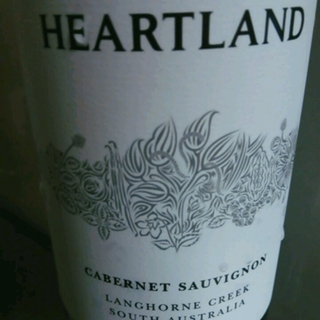 HEARTLAND
CABERNET SAUVIGNON
LANGHORNE CREEK
SOUTH AUSTRALIA